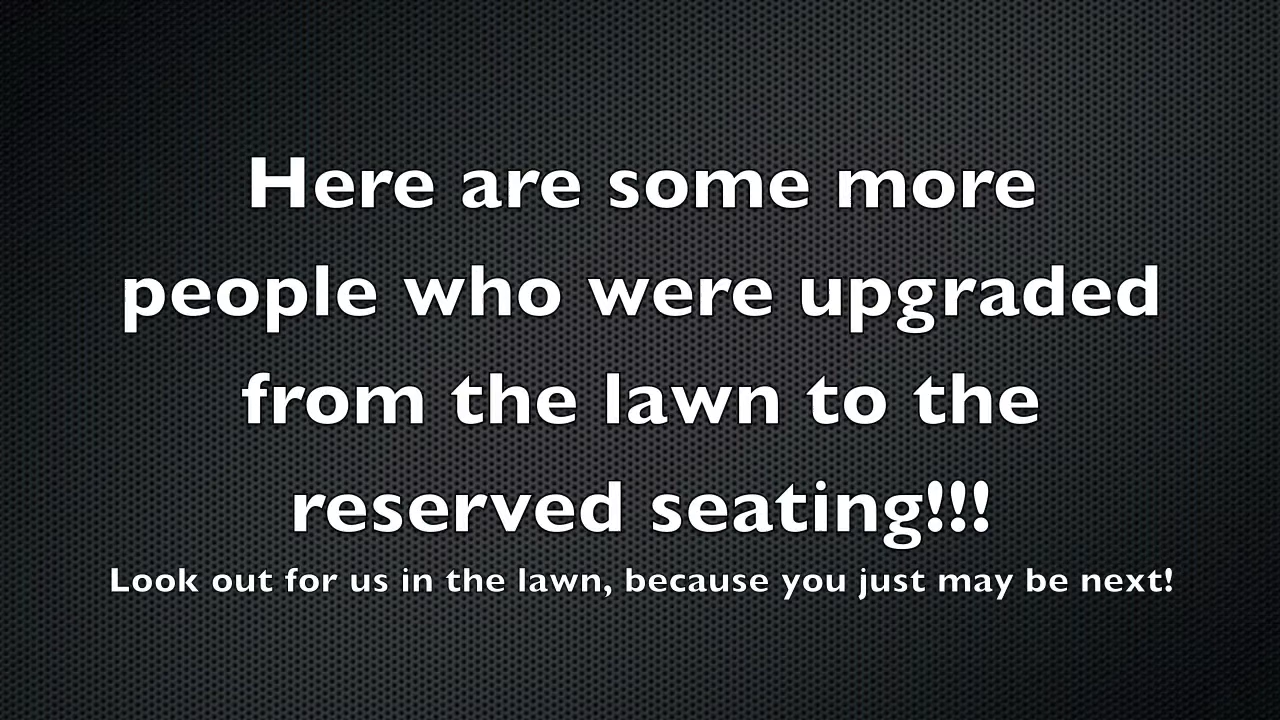 Here are some more
people who were upgraded
from the lawn to the
reserved seating!!!
Look out for us in the lawn, because you just may be next!